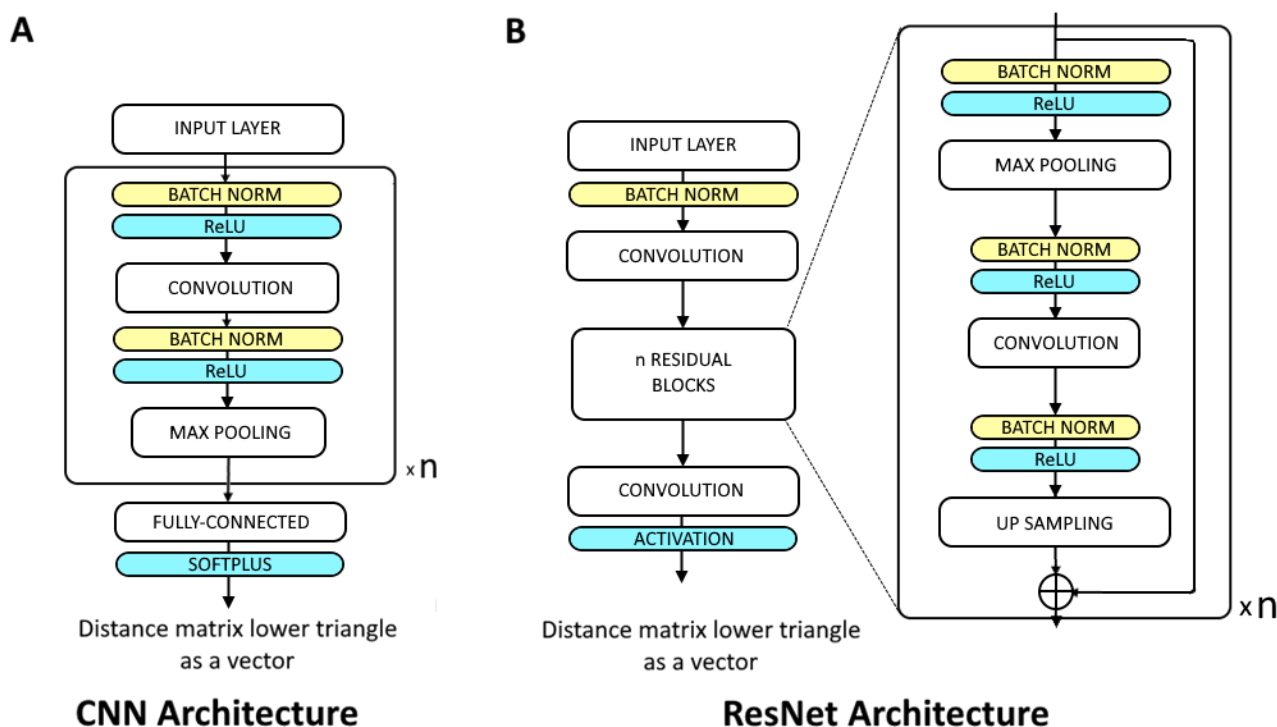 A
INPUT LAYER
BATCH NORM
ReLU
CONVOLUTION
BATCH NORM
ReLU
MAX POOLING
x n
FULLY-CONNECTED
SOFTPLUS
Distance matrix lower triangle
as a vector
CNN Architecture
B
INPUT LAYER
BATCH NORM
CONVOLUTION
n RESIDUAL
BLOCKS
CONVOLUTION
ACTIVATION
Distance matrix lower triangle
as a vector
BATCH NORM
ReLU
MAX POOLING
BATCH NORM
ReLU
CONVOLUTION
BATCH NORM
ReLU
UP SAMPLING
x n
ResNet Architecture